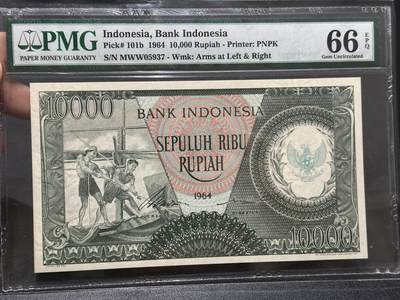 PMG
PAPER MONEY GUARANTY
Indonesia, Bank Indonesia
Pick# 101b 1964 10,000 Rupiah - Printer: PNPK
S/N MWW05937 - Wmk: Arms at Left & Right
66 EPQ
Gem Uncirculated
10000
BANK INDONESIA
SEPULUH RIBU
RUPIAH
1964
10000